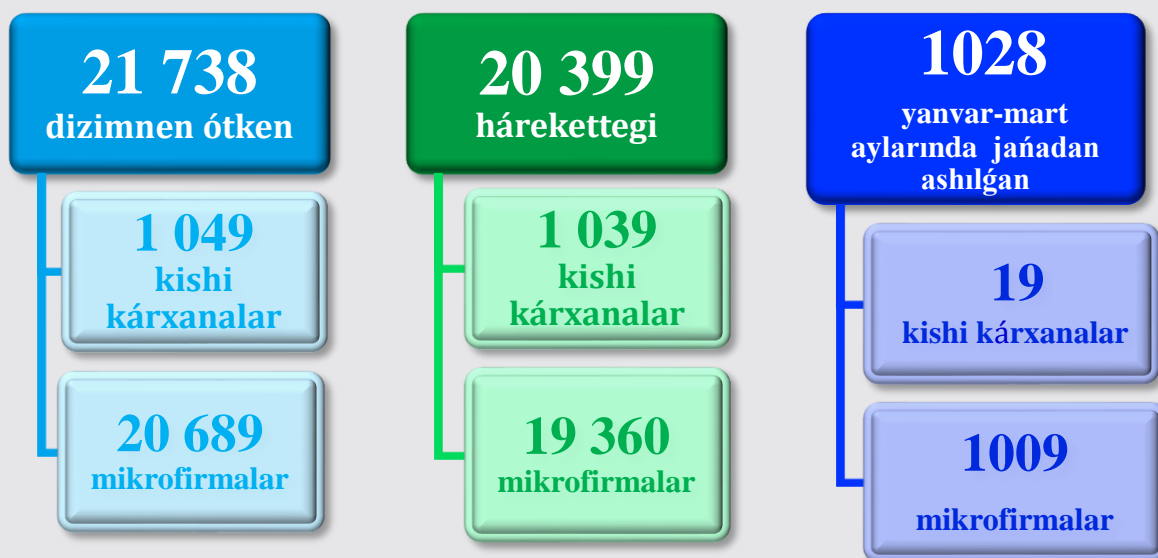 21 738
dizimnen ótken
1 049
kishi
kárxanalar
20 689
mikrofirmalar
20 399
hárekettegi
1 039
kishi
kárxanalar
19 360
mikrofirmalar
1028
yanvar-mart
aylarında jańadan
ashılǵan
19
kishi kárxanalar
1009
mikrofirmalar